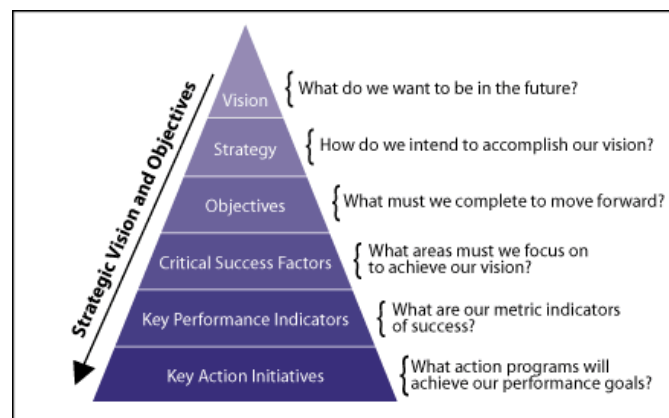 Strategic Vision and Objectives
Vision
What do we want to be in the future?
Strategy
How do we intend to accomplish our vision?
Objectives
What must we complete to move forward?
Critical Success Factors
What areas must we focus on
to achieve our vision?
Key Performance Indicators
What are our metric indicators
of success?
Key Action Initiatives
What action programs will
achieve our performance goals?